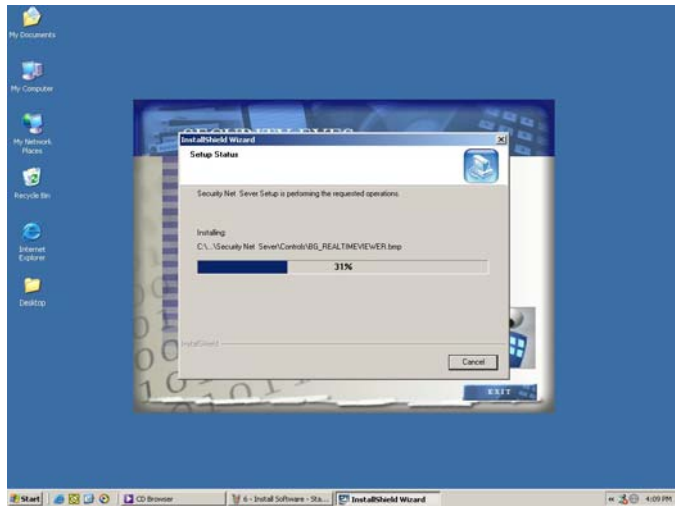 My Documents
My Computer
My Network
Places
Recycle Bin
Internet
Explorer
Desktop
SECURITY EYES
InstallShield Wizard
Setup Status
Security Net Sever Setup is performing the requested operations.
Installing:
C:\...\Security Net Sever\Controls\BG_REALTIMEVIEWER.bmp
31%
InstallShield
Cancel
EXIT
Start
CD Browser
6 - Install Software - Sta...
InstallShield Wizard
4:09 PM